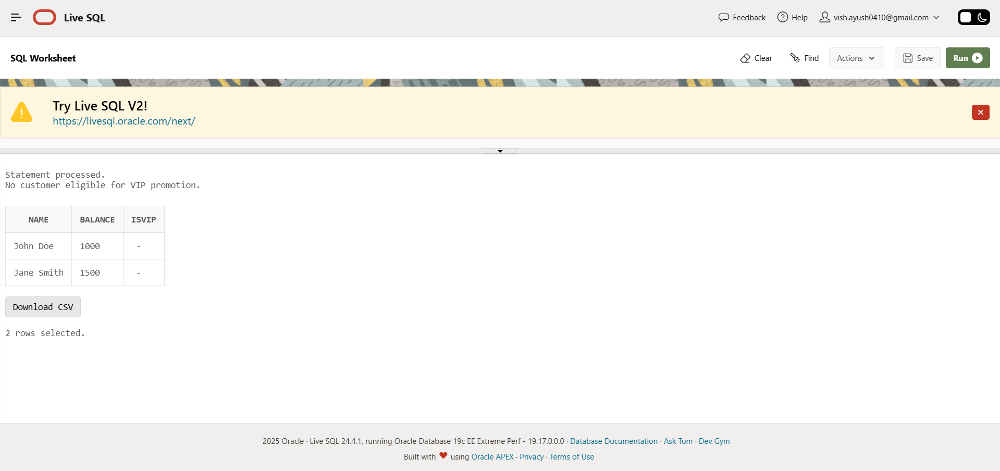 Live SQL
Feedback
Help
vish.ayush0410@gmail.com
SQL Worksheet
Clear
Find
Actions
Save
Run
Try Live SQL V2!
https://livesql.oracle.com/next/
Statement processed.
No customer eligible for VIP promotion.
NAME BALANCE ISVIP
John Doe 1000 -
Jane Smith 1500 -
Download CSV
2 rows selected.
2025 Oracle · Live SQL 24.4.1, running Oracle Database 19c EE Extreme Perf - 19.17.0.0.0 · Database Documentation · Ask Tom · Dev Gym
Built with ❤ using Oracle APEX · Privacy · Terms of Use